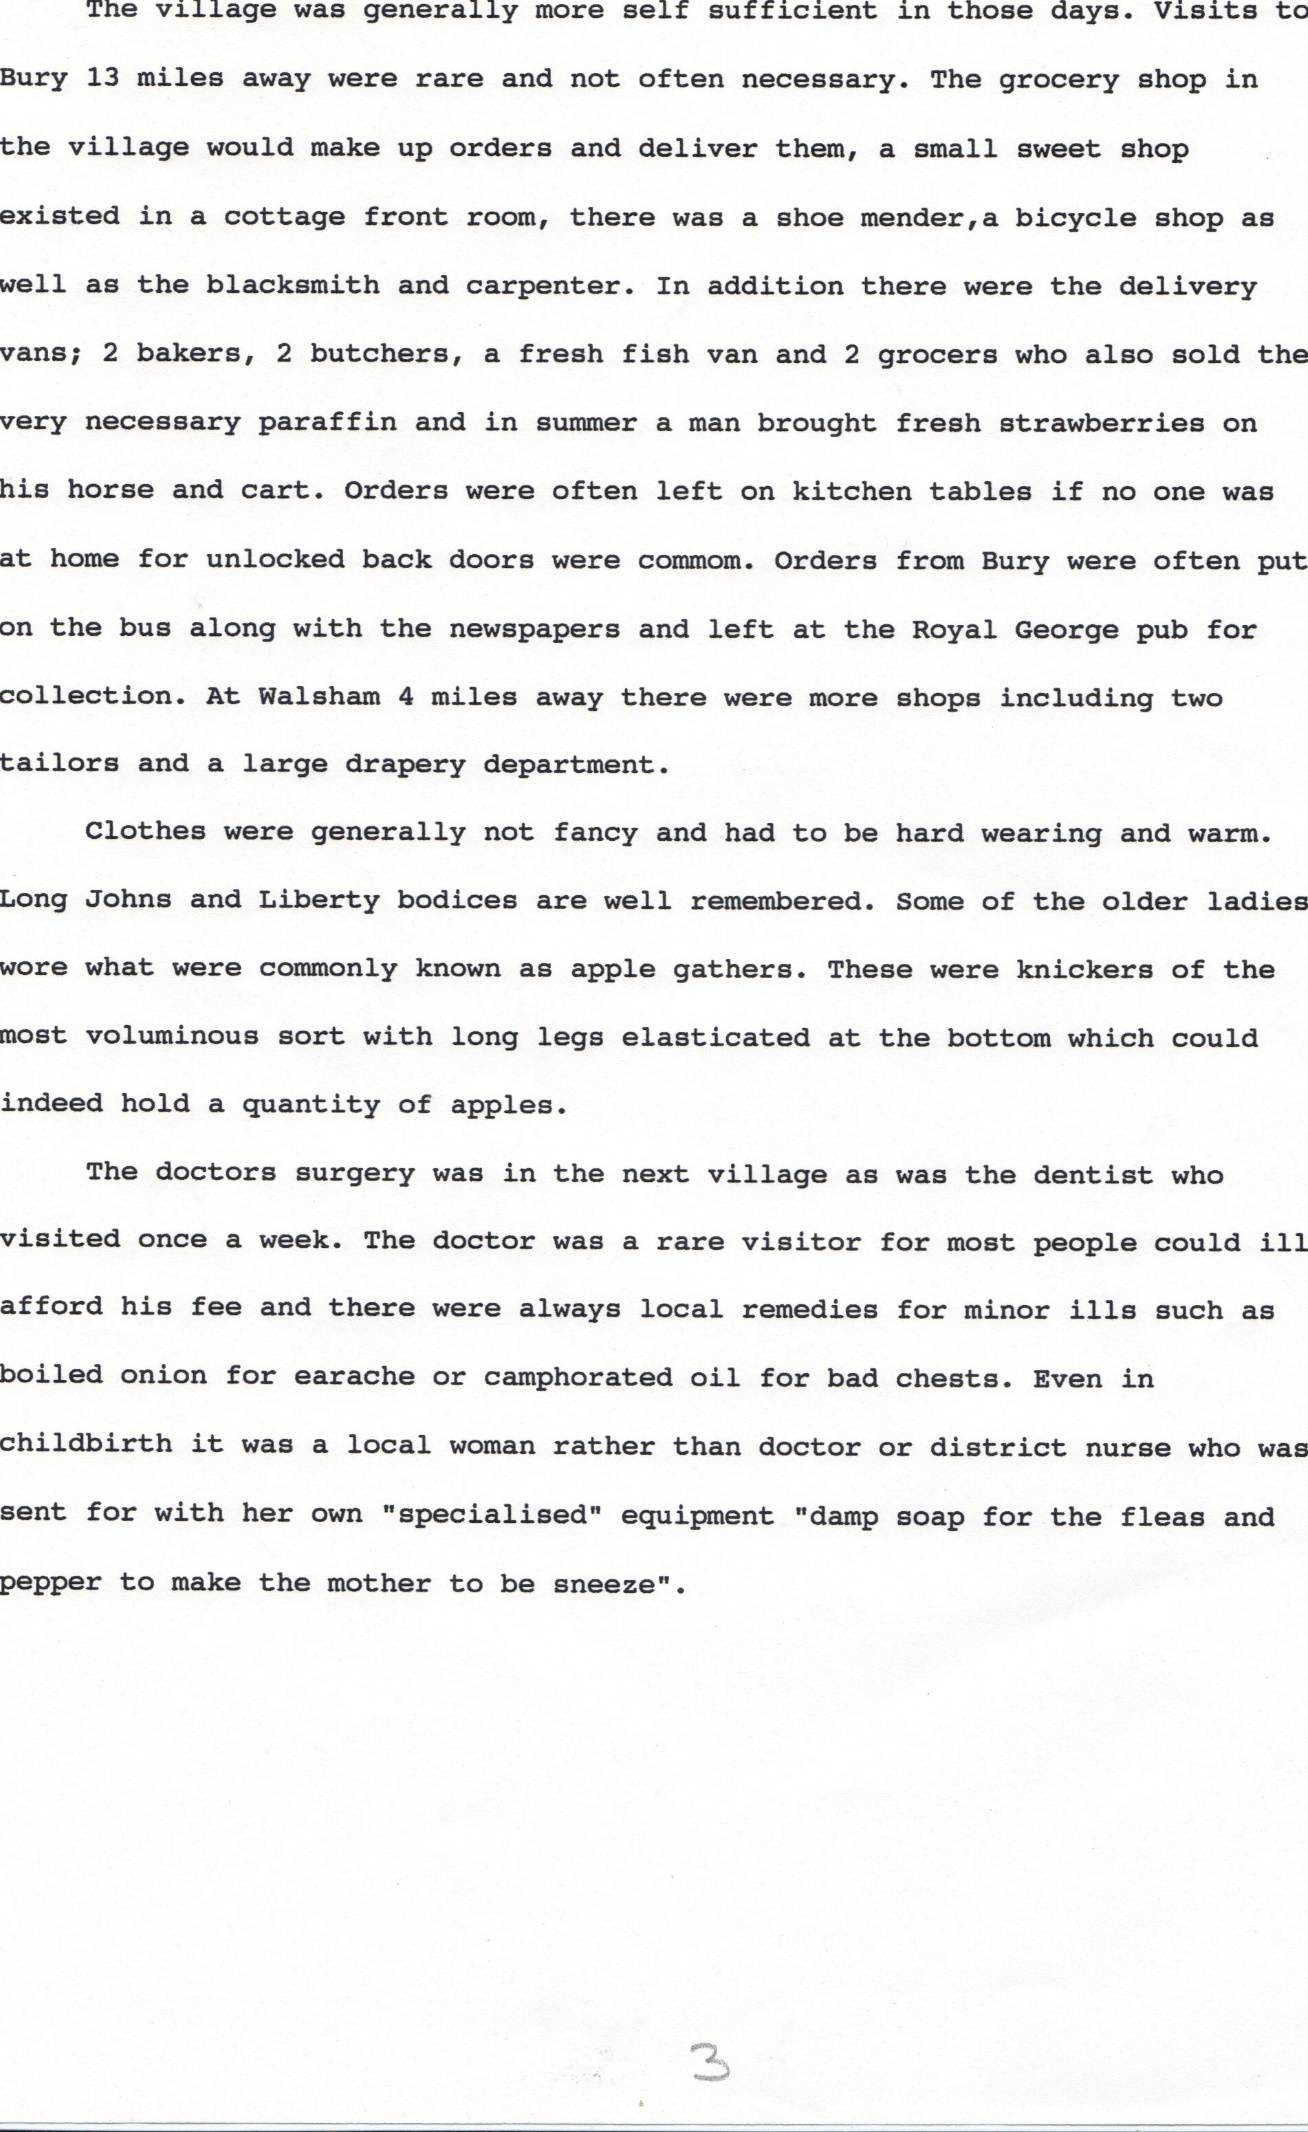 The village was generally more self sufficient in those days. Visits to
Bury 13 miles away were rare and not often necessary. The grocery shop in
the village would make up orders and deliver them, a small sweet shop
existed in a cottage front room, there was a shoe mender,a bicycle shop as
well as the blacksmith and carpenter. In addition there were the delivery
vans; 2 bakers, 2 butchers, a fresh fish van and 2 grocers who also sold the
very necessary paraffin and in summer a man brought fresh strawberries on
his horse and cart. Orders were often left on kitchen tables if no one was
at home for unlocked back doors were commom. Orders from Bury were often put
on the bus along with the newspapers and left at the Royal George pub for
collection. At Walsham 4 miles away there were more shops including two
tailors and a large drapery department.
Clothes were generally not fancy and had to be hard wearing and warm.
Long Johns and Liberty bodices are well remembered. Some of the older ladies
wore what were commonly known as apple gathers. These were knickers of the
most voluminous sort with long legs elasticated at the bottom which could
indeed hold a quantity of apples.
The doctors surgery was in the next village as was the dentist who
visited once a week. The doctor was a rare visitor for most people could ill
afford his fee and there were always local remedies for minor ills such as
boiled onion for earache or camphorated oil for bad chests. Even in
childbirth it was a local woman rather than doctor or district nurse who was
sent for with her own "specialised" equipment "damp soap for the fleas and
pepper to make the mother to be sneeze".
3